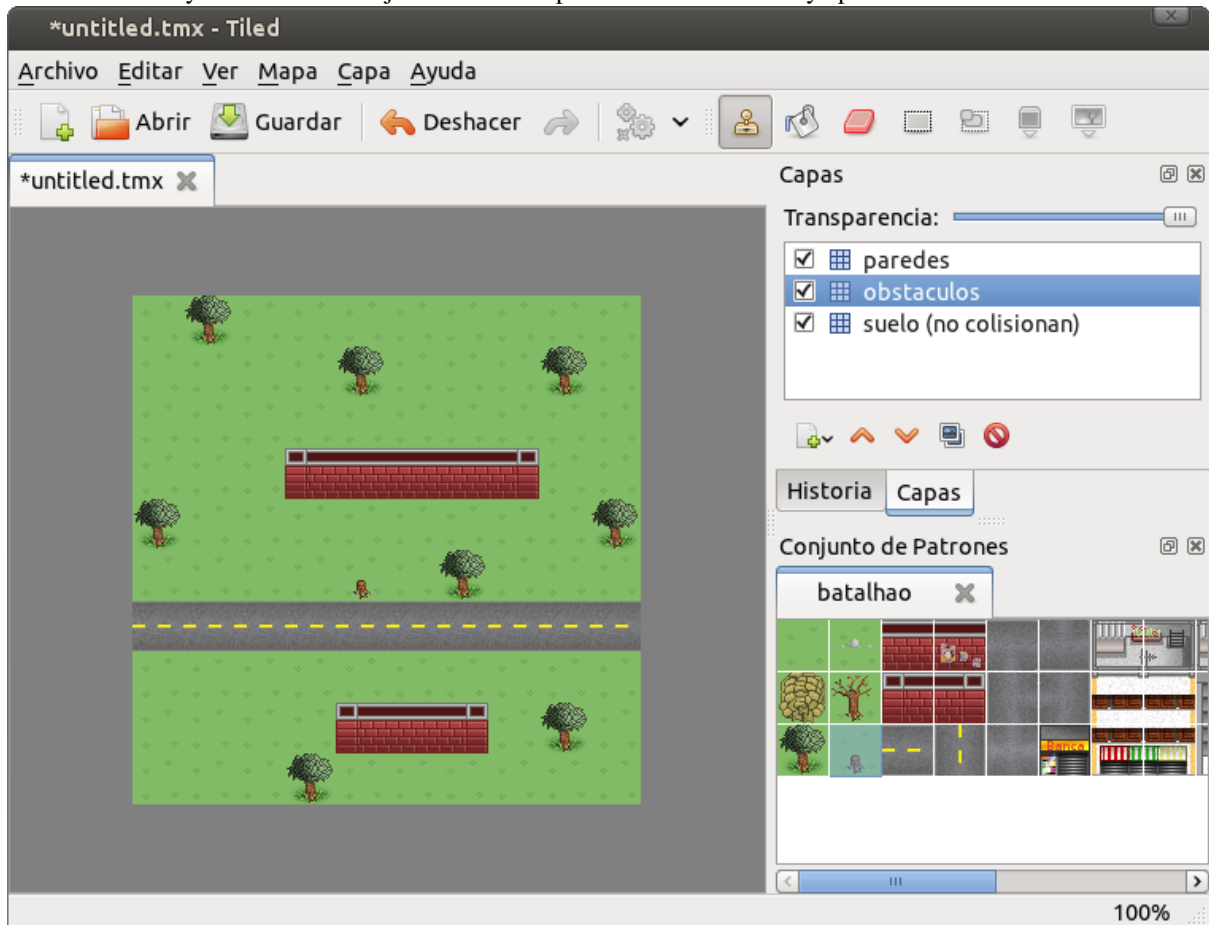 *untitled.tmx - Tiled
Archivo Editar Ver Mapa Capa Ayuda
Abrir Guardar Deshacer
*untitled.tmx
Capas
Transparencia:
paredes
obstaculos
suelo (no colisionan)
Historia Capas
Conjunto de Patrones
batalhao
Banco
100%